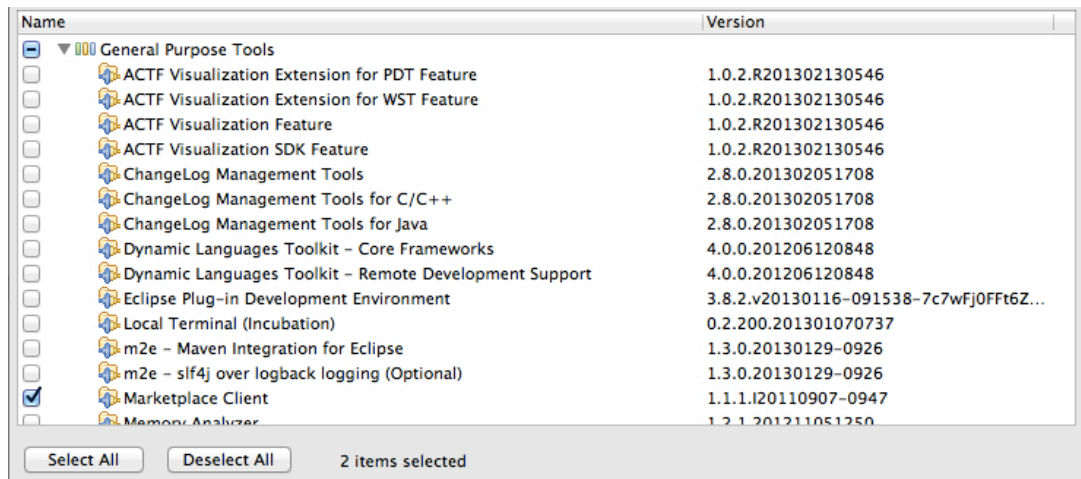 Name Version
General Purpose Tools
ACTF Visualization Extension for PDT Feature 1.0.2.R201302130546
ACTF Visualization Extension for WST Feature 1.0.2.R201302130546
ACTF Visualization Feature 1.0.2.R201302130546
ACTF Visualization SDK Feature 1.0.2.R201302130546
ChangeLog Management Tools 2.8.0.201302051708
ChangeLog Management Tools for C/C++ 2.8.0.201302051708
ChangeLog Management Tools for Java 2.8.0.201302051708
Dynamic Languages Toolkit – Core Frameworks 4.0.0.201206120848
Dynamic Languages Toolkit – Remote Development Support 4.0.0.201206120848
Eclipse Plug-in Development Environment 3.8.2.v20130116-091538-7c7wFj0FFt6Z...
Local Terminal (Incubation) 0.2.200.201301070737
m2e – Maven Integration for Eclipse 1.3.0.20130129-0926
m2e – slf4j over logback logging (Optional) 1.3.0.20130129-0926
Marketplace Client 1.1.1.I20110907-0947
Memory Analyzer 1.2.1.201211051250
Select All Deselect All 2 items selected